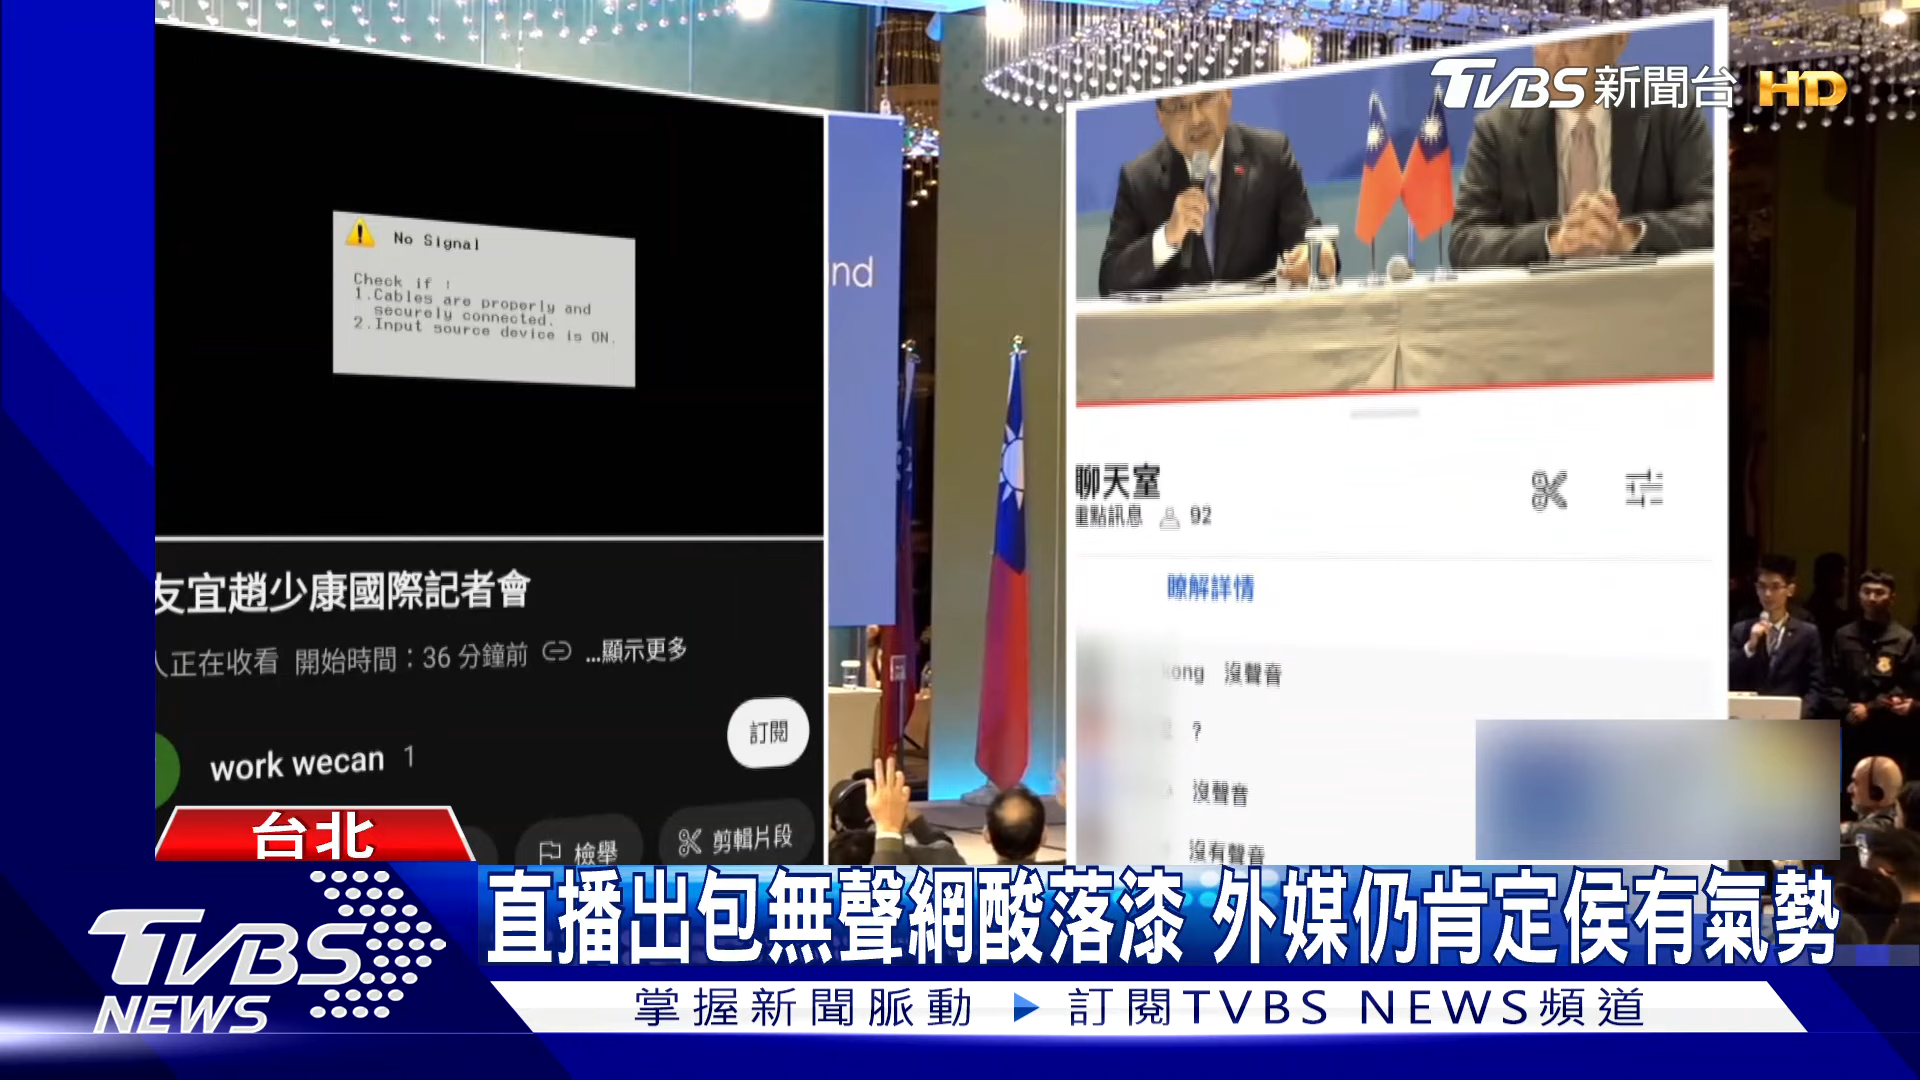 TVBS新聞台 HD
No Signal
Check if :
1.Cables are properly and
securely connected.
2.Input source device is ON.
nd
友宜趙少康國際記者會
人正在收看 開始時間：36 分鐘前 ...顯示更多
work wecan 1
訂閱
檢舉
剪輯片段
聊天室
重點訊息 92
瞭解詳情
ong 沒聲音
?
沒聲音
沒有聲音
台北
直播出包無聲網酸落漆 外媒仍肯定侯有氣勢
TVBS
NEWS
掌握新聞脈動 ▶ 訂閱TVBS NEWS頻道